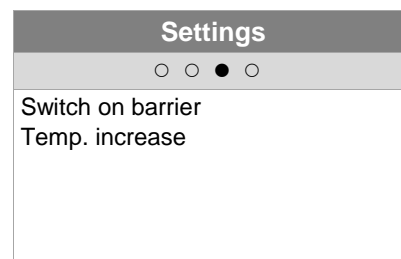 Settings
○ ○ ● ○
Switch on barrier
Temp. increase